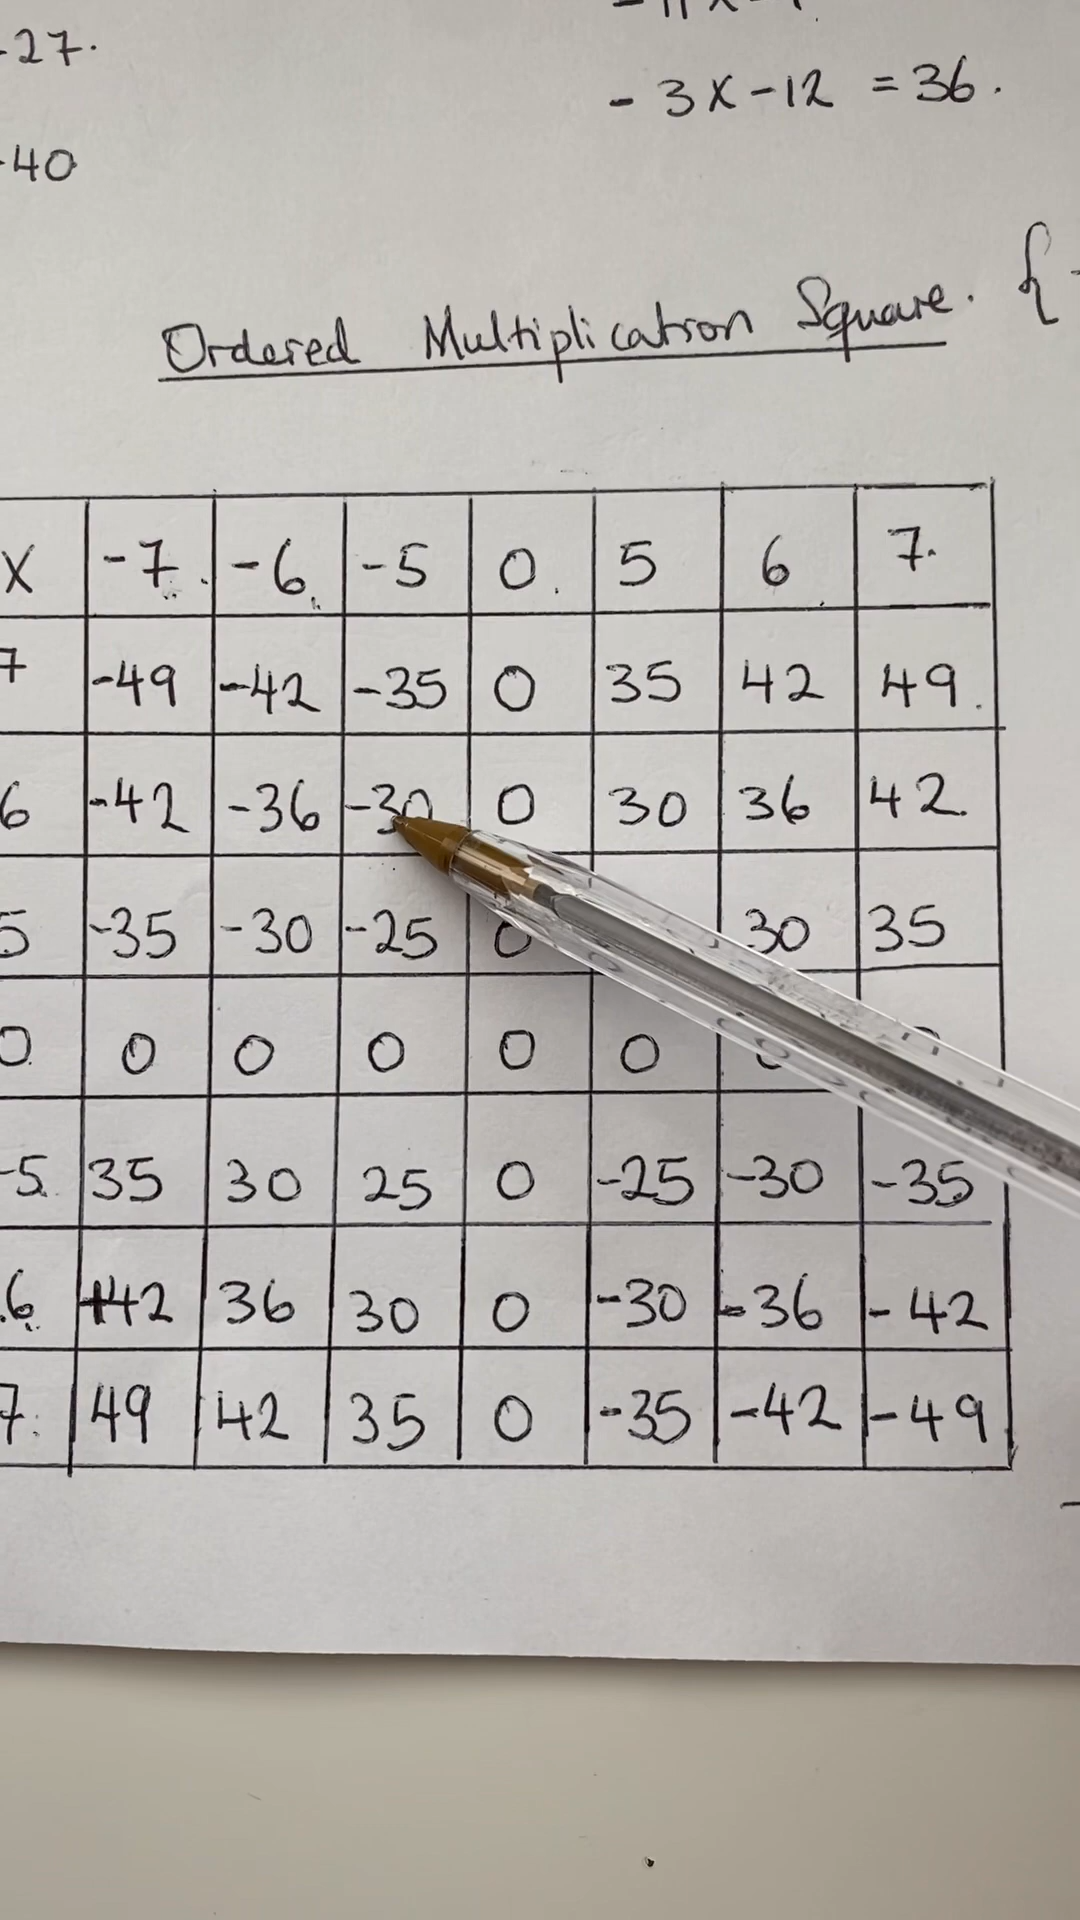 -27.
- 3 X -12 = 36.
-40
Ordered Multiplication Square. {
X -7 -6 -5 0 5 6 7
7 -49 -42 -35 0 35 42 49
6 -42 -36 -30 0 30 36 42
5 -35 -30 -25 0 30 35
0 0 0 0 0 0
-5 35 30 25 0 -25 -30 -35
6 +42 36 30 0 -30 -36 -42
7 49 42 35 0 -35 -42 -49